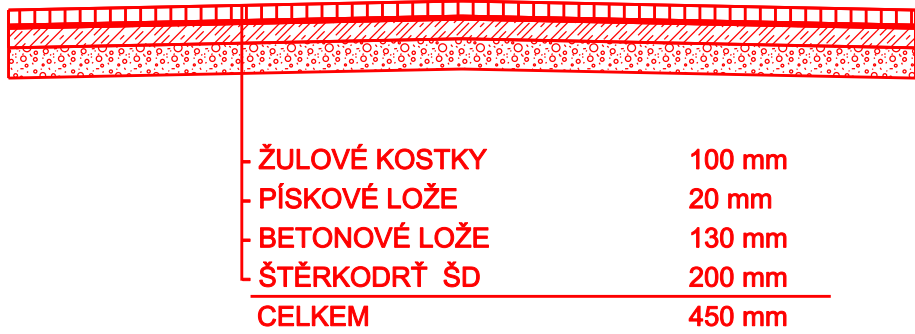 ŽULOVÉ KOSTKY 100 mm
PÍSKOVÉ LOŽE 20 mm
BETONOVÉ LOŽE 130 mm
ŠTĚRKODRŤ ŠD 200 mm
CELKEM 450 mm